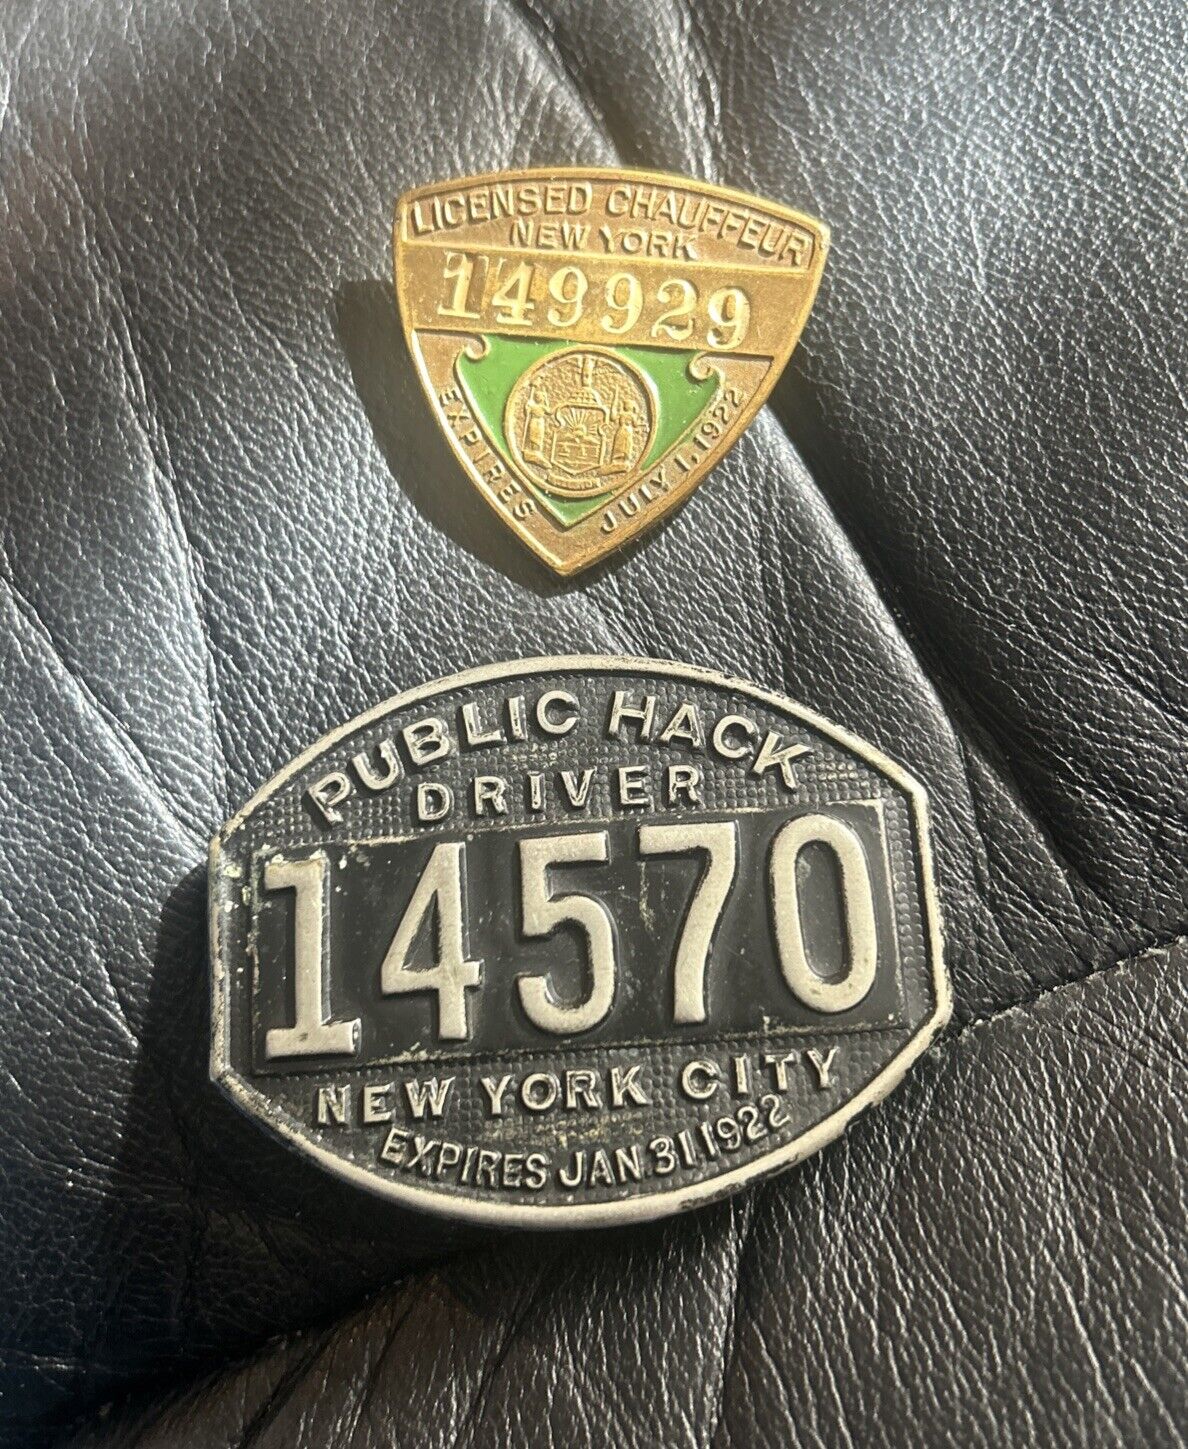 LICENSED CHAUFFEUR
NEW YORK
149929
EXPIRES JULY 1, 1922
PUBLIC HACK
DRIVER
14570
NEW YORK CITY
EXPIRES JAN 31 1922